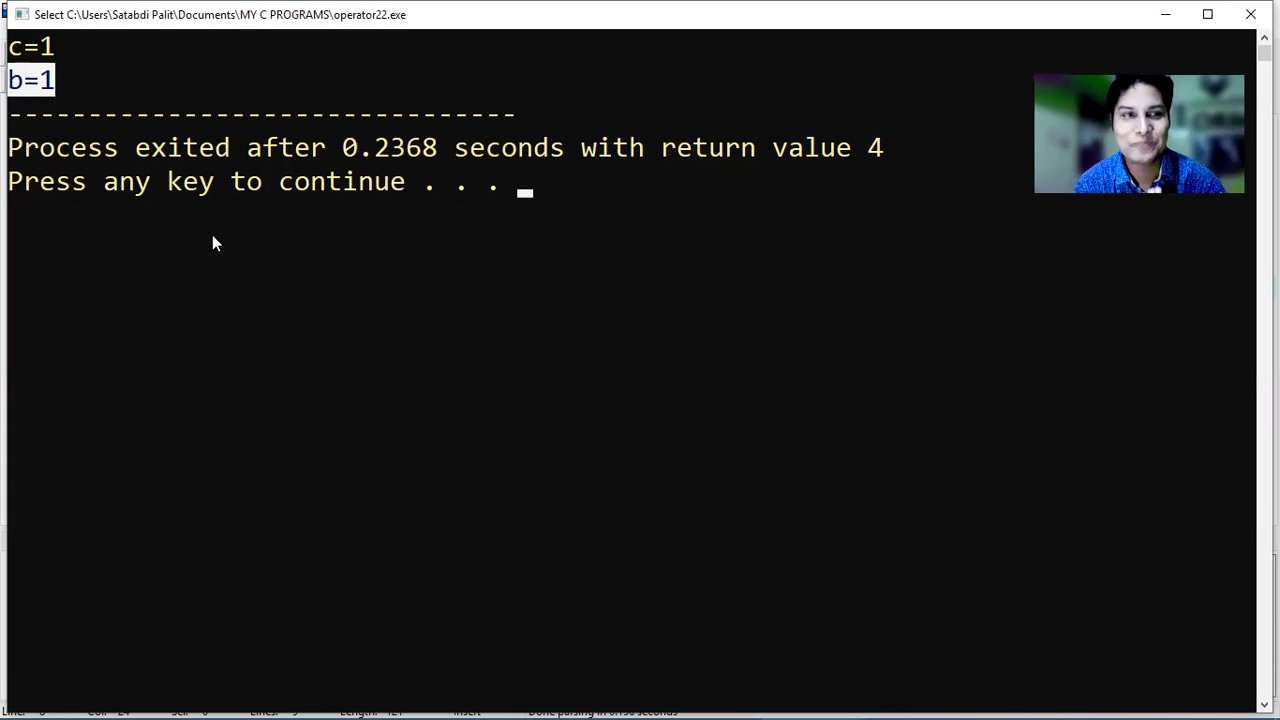 Select C:\Users\Satabdi Palit\Documents\MY C PROGRAMS\operator22.exe
c=1
b=1
--------------------------------
Process exited after 0.2368 seconds with return value 4
Press any key to continue . . .